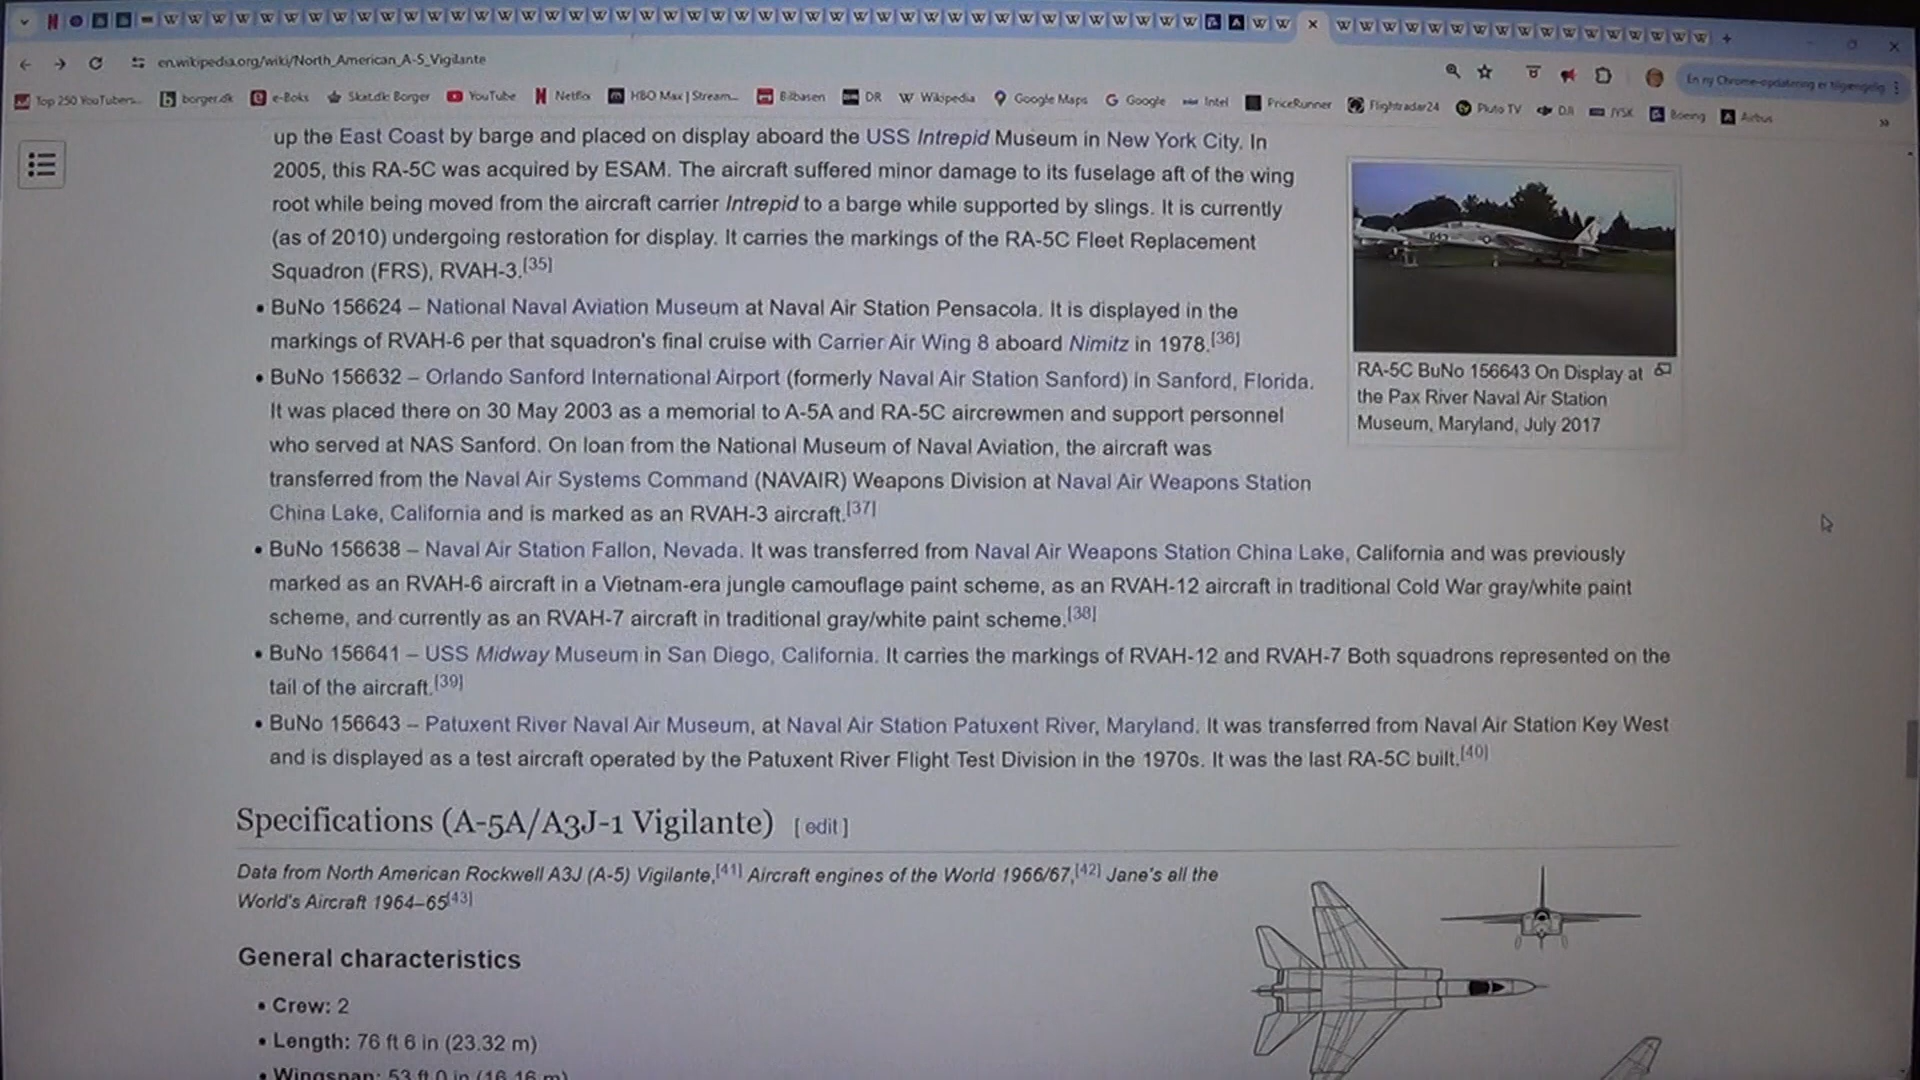 en.wikipedia.org/wiki/North_American_A-5_Vigilante
En ny Chrome-opdatering er tilgængelig
Top 250 YouTubers... borger.dk e-Boks Skat.dk: Borger YouTube Netflix HBO Max | Stream... Bilbasen DR Wikipedia Google Maps Google Intel PriceRunner Flightradar24 Pluto TV DJI JYSK Boeing Airbus
up the East Coast by barge and placed on display aboard the USS Intrepid Museum in New York City. In
2005, this RA-5C was acquired by ESAM. The aircraft suffered minor damage to its fuselage aft of the wing
root while being moved from the aircraft carrier Intrepid to a barge while supported by slings. It is currently
(as of 2010) undergoing restoration for display. It carries the markings of the RA-5C Fleet Replacement
Squadron (FRS), RVAH-3.[35]
• BuNo 156624 – National Naval Aviation Museum at Naval Air Station Pensacola. It is displayed in the
markings of RVAH-6 per that squadron's final cruise with Carrier Air Wing 8 aboard Nimitz in 1978.[36]
• BuNo 156632 – Orlando Sanford International Airport (formerly Naval Air Station Sanford) in Sanford, Florida.
It was placed there on 30 May 2003 as a memorial to A-5A and RA-5C aircrewmen and support personnel
who served at NAS Sanford. On loan from the National Museum of Naval Aviation, the aircraft was
transferred from the Naval Air Systems Command (NAVAIR) Weapons Division at Naval Air Weapons Station
China Lake, California and is marked as an RVAH-3 aircraft.[37]
RA-5C BuNo 156643 On Display at
the Pax River Naval Air Station
Museum, Maryland, July 2017
• BuNo 156638 – Naval Air Station Fallon, Nevada. It was transferred from Naval Air Weapons Station China Lake, California and was previously
marked as an RVAH-6 aircraft in a Vietnam-era jungle camouflage paint scheme, as an RVAH-12 aircraft in traditional Cold War gray/white paint
scheme, and currently as an RVAH-7 aircraft in traditional gray/white paint scheme.[38]
• BuNo 156641 – USS Midway Museum in San Diego, California. It carries the markings of RVAH-12 and RVAH-7 Both squadrons represented on the
tail of the aircraft.[39]
• BuNo 156643 – Patuxent River Naval Air Museum, at Naval Air Station Patuxent River, Maryland. It was transferred from Naval Air Station Key West
and is displayed as a test aircraft operated by the Patuxent River Flight Test Division in the 1970s. It was the last RA-5C built.[40]
Specifications (A-5A/A3J-1 Vigilante) [ edit ]
Data from North American Rockwell A3J (A-5) Vigilante,[41] Aircraft engines of the World 1966/67,[42] Jane's all the
World's Aircraft 1964–65[43]
General characteristics
• Crew: 2
• Length: 76 ft 6 in (23.32 m)
• Wingspan: 53 ft 0 in (16.16 m)